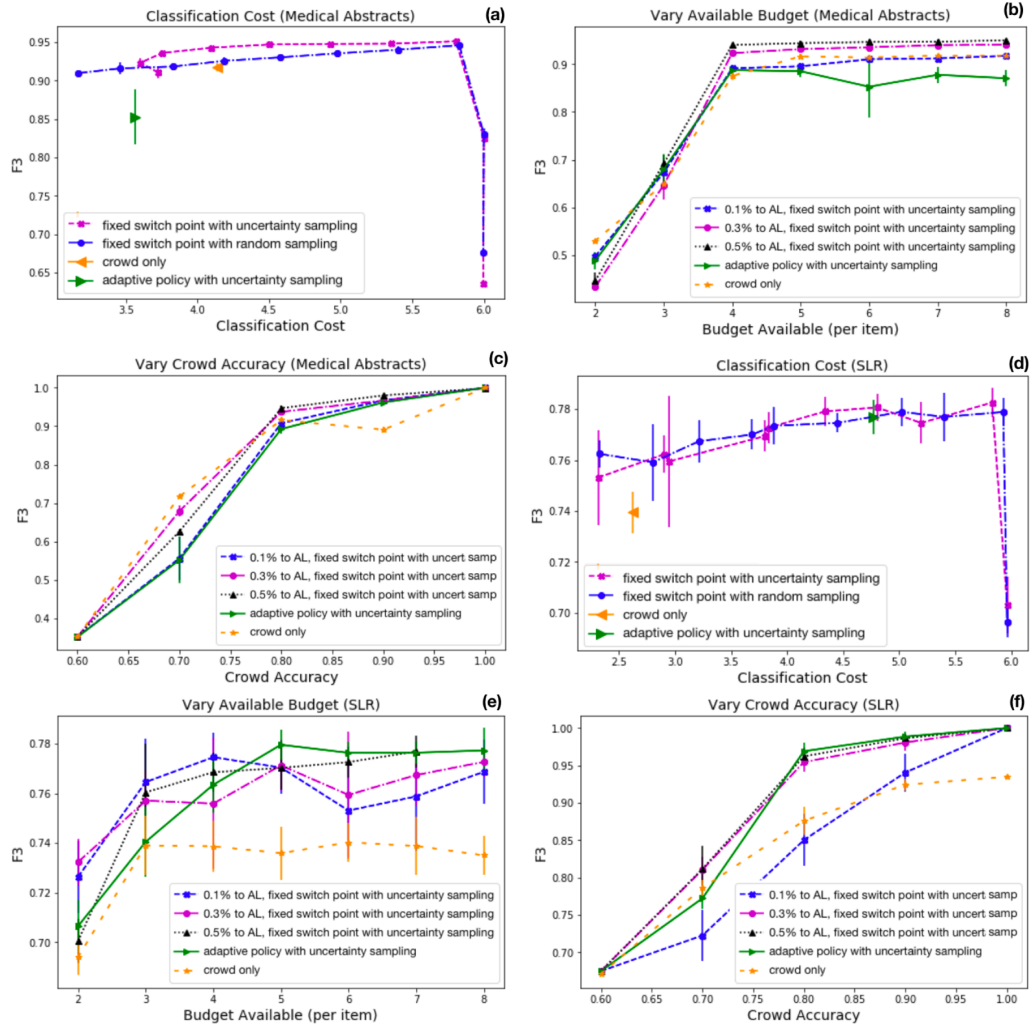 Classification Cost (Medical Abstracts)
(a)
F3
0.95
0.90
0.85
0.80
0.75
0.70
0.65
fixed switch point with uncertainty sampling
fixed switch point with random sampling
crowd only
adaptive policy with uncertainty sampling
3.5 4.0 4.5 5.0 5.5 6.0
Classification Cost
Vary Available Budget (Medical Abstracts)
(b)
F3
0.9
0.8
0.7
0.6
0.5
0.1% to AL, fixed switch point with uncertainty sampling
0.3% to AL, fixed switch point with uncertainty sampling
0.5% to AL, fixed switch point with uncertainty sampling
adaptive policy with uncertainty sampling
crowd only
2 3 4 5 6 7 8
Budget Available (per item)
Vary Crowd Accuracy (Medical Abstracts)
(c)
F3
1.0
0.9
0.8
0.7
0.6
0.5
0.4
0.1% to AL, fixed switch point with uncert samp
0.3% to AL, fixed switch point with uncert samp
0.5% to AL, fixed switch point with uncert samp
adaptive policy with uncertainty sampling
crowd only
0.60 0.65 0.70 0.75 0.80 0.85 0.90 0.95 1.00
Crowd Accuracy
Classification Cost (SLR)
(d)
F3
0.78
0.76
0.74
0.72
0.70
fixed switch point with uncertainty sampling
fixed switch point with random sampling
crowd only
adaptive policy with uncertainty sampling
2.5 3.0 3.5 4.0 4.5 5.0 5.5 6.0
Classification Cost
Vary Available Budget (SLR)
(e)
F3
0.78
0.76
0.74
0.72
0.70
0.1% to AL, fixed switch point with uncertainty sampling
0.3% to AL, fixed switch point with uncertainty sampling
0.5% to AL, fixed switch point with uncertainty sampling
adaptive policy with uncertainty sampling
crowd only
2 3 4 5 6 7 8
Budget Available (per item)
Vary Crowd Accuracy (SLR)
(f)
F3
1.00
0.95
0.90
0.85
0.80
0.75
0.70
0.1% to AL, fixed switch point with uncert samp
0.3% to AL, fixed switch point with uncert samp
0.5% to AL, fixed switch point with uncert samp
adaptive policy with uncertainty sampling
crowd only
0.60 0.65 0.70 0.75 0.80 0.85 0.90 0.95 1.00
Crowd Accuracy